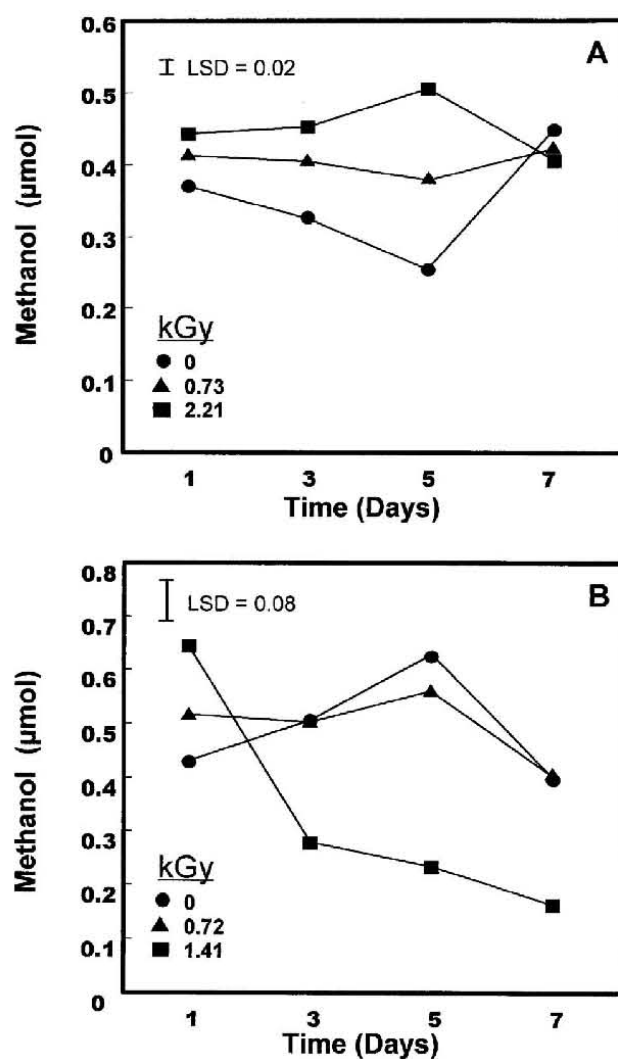 0.6
A
LSD = 0.02
0.5
0.4
0.3
0.2
0.1
0
Methanol (µmol)
kGy
0
0.73
2.21
1 3 5 7
Time (Days)
0.8
B
LSD = 0.08
0.7
0.6
0.5
0.4
0.3
0.2
0.1
0
Methanol (µmol)
kGy
0
0.72
1.41
1 3 5 7
Time (Days)